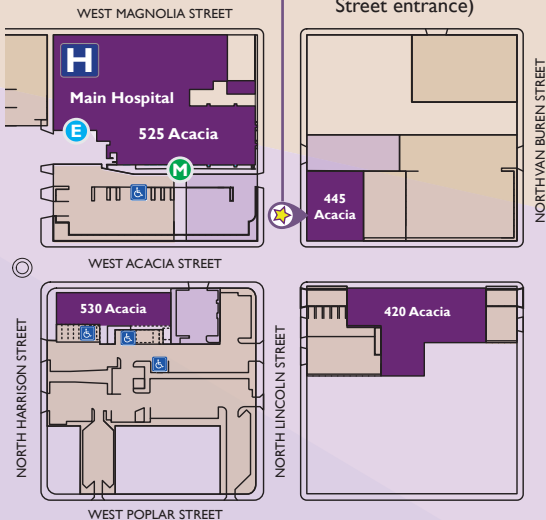 Street entrance)
WEST MAGNOLIA STREET
H
Main Hospital
525 Acacia
E
M
445
Acacia
NORTH VAN BUREN STREET
WEST ACACIA STREET
530 Acacia
420 Acacia
NORTH HARRISON STREET
NORTH LINCOLN STREET
WEST POPLAR STREET